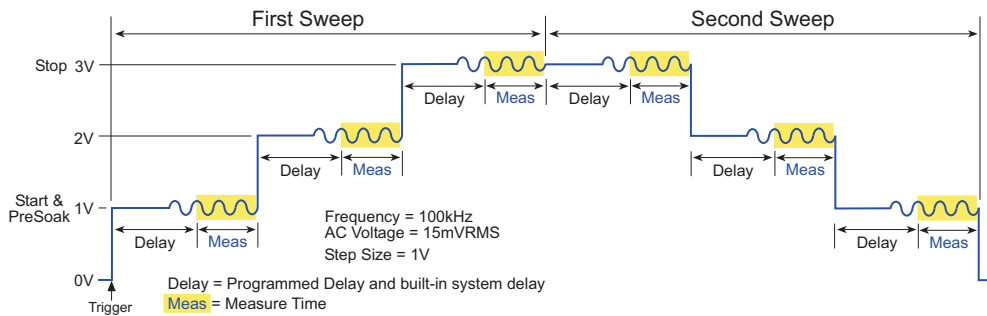 First Sweep
Second Sweep
Stop 3V
Delay
Meas
Delay
Meas
2V
Delay
Meas
Delay
Meas
Start &
PreSoak
1V
Delay
Meas
Delay
Meas
Frequency = 100kHz
AC Voltage = 15mVRMS
Step Size = 1V
0V
Trigger
Delay = Programmed Delay and built-in system delay
Meas = Measure Time